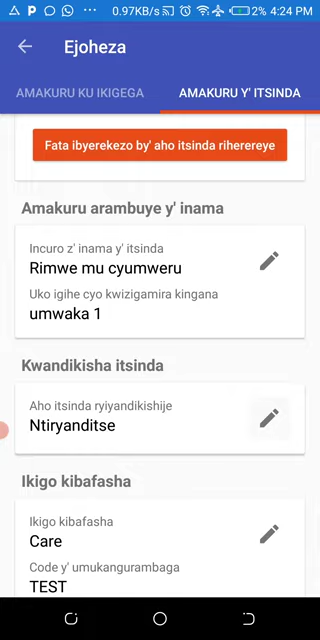 0.97KB/s 2% 4:24 PM
Ejoheza
AMAKURU KU IKIGEGA AMAKURU Y' ITSINDA
Fata ibyerekezo by' aho itsinda riherereye
Amakuru arambuye y' inama
Incuro z' inama y' itsinda
Rimwe mu cyumweru
Uko igihe cyo kwizigamira kingana
umwaka 1
Kwandikisha itsinda
Aho itsinda ryiyandikishije
Ntiryanditse
Ikigo kibafasha
Ikigo kibafasha
Care
Code y' umukangurambaga
TEST